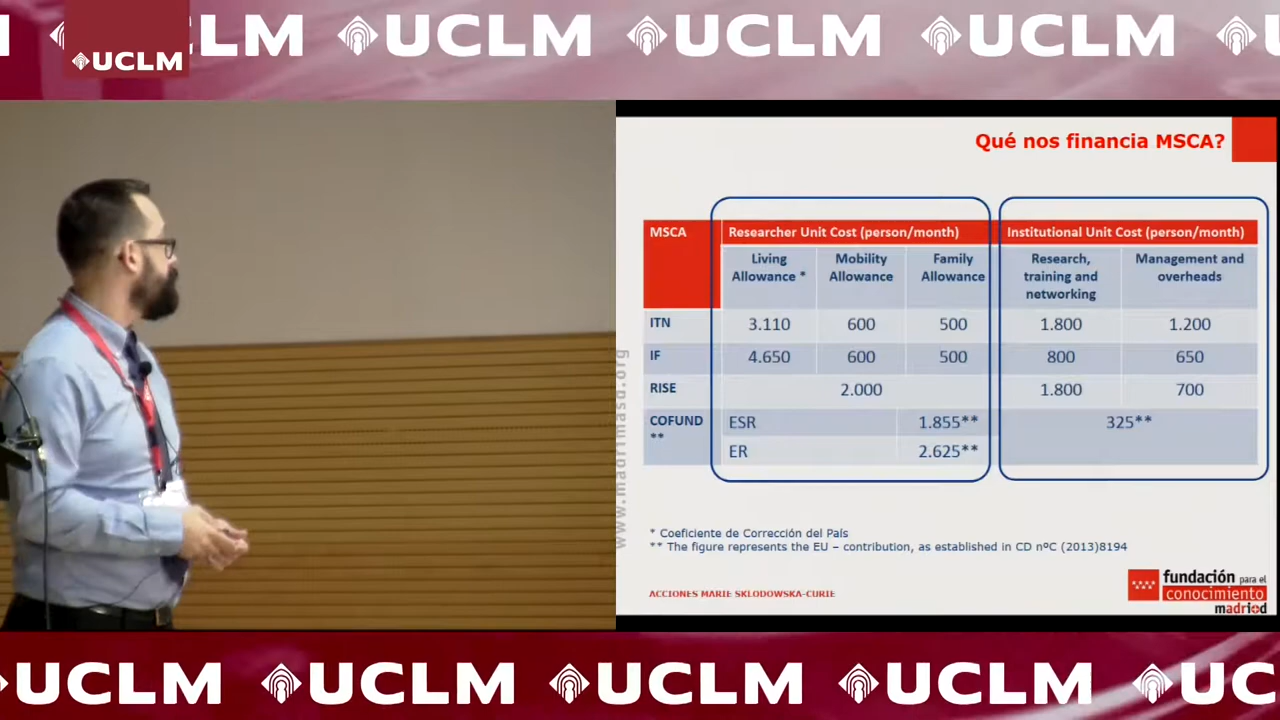 LM UCLM UCLM UCLM
UCLM
Qué nos financia MSCA?
MSCA Researcher Unit Cost (person/month) Institutional Unit Cost (person/month)
Living Allowance * Mobility Allowance Family Allowance Research, training and networking Management and overheads
ITN 3.110 600 500 1.800 1.200
IF 4.650 600 500 800 650
RISE 2.000 1.800 700
COFUND ** ESR 1.855** 325**
ER 2.625**
www.madrimasd.org
* Coeficiente de Corrección del País
** The figure represents the EU – contribution, as established in CD nºC (2013)8194
ACCIONES MARIE SKLODOWSKA-CURIE
fundación para el
conocimiento
madri+d
UCLM UCLM UCLM UCLM UC